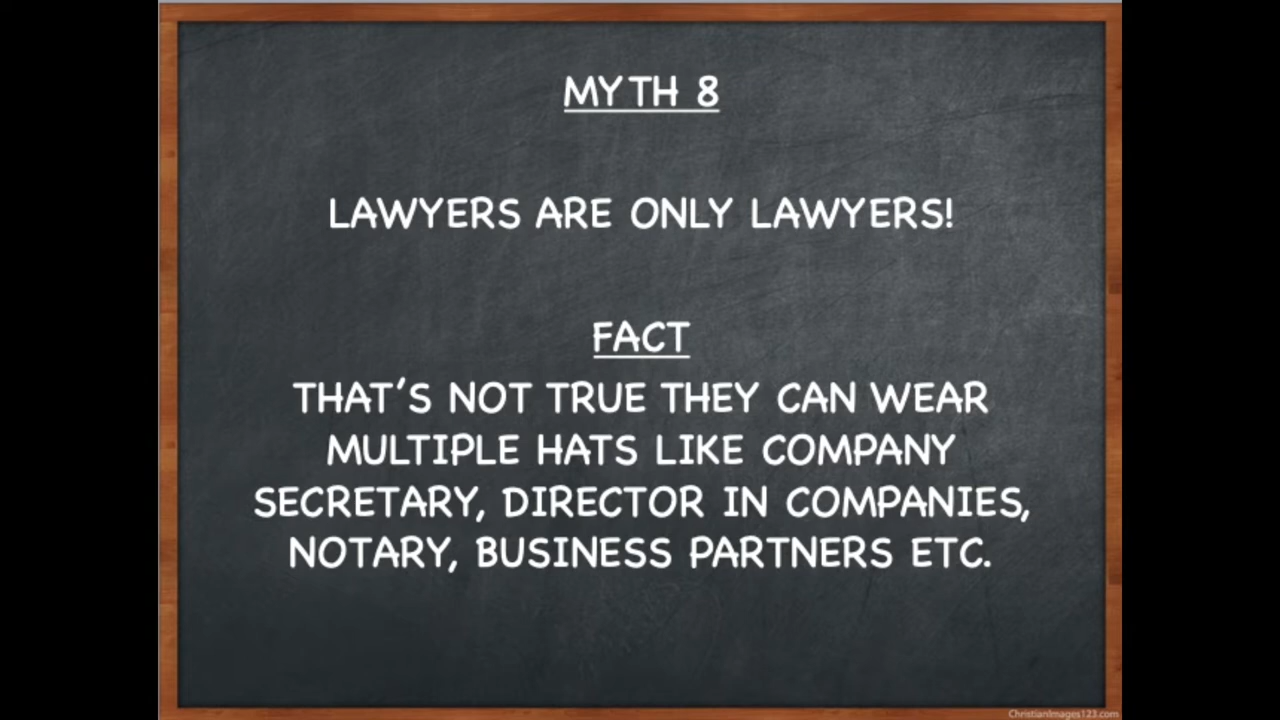 MYTH 8
LAWYERS ARE ONLY LAWYERS!
FACT
THAT'S NOT TRUE THEY CAN WEAR
MULTIPLE HATS LIKE COMPANY
SECRETARY, DIRECTOR IN COMPANIES,
NOTARY, BUSINESS PARTNERS ETC.
ChristianImages123.com